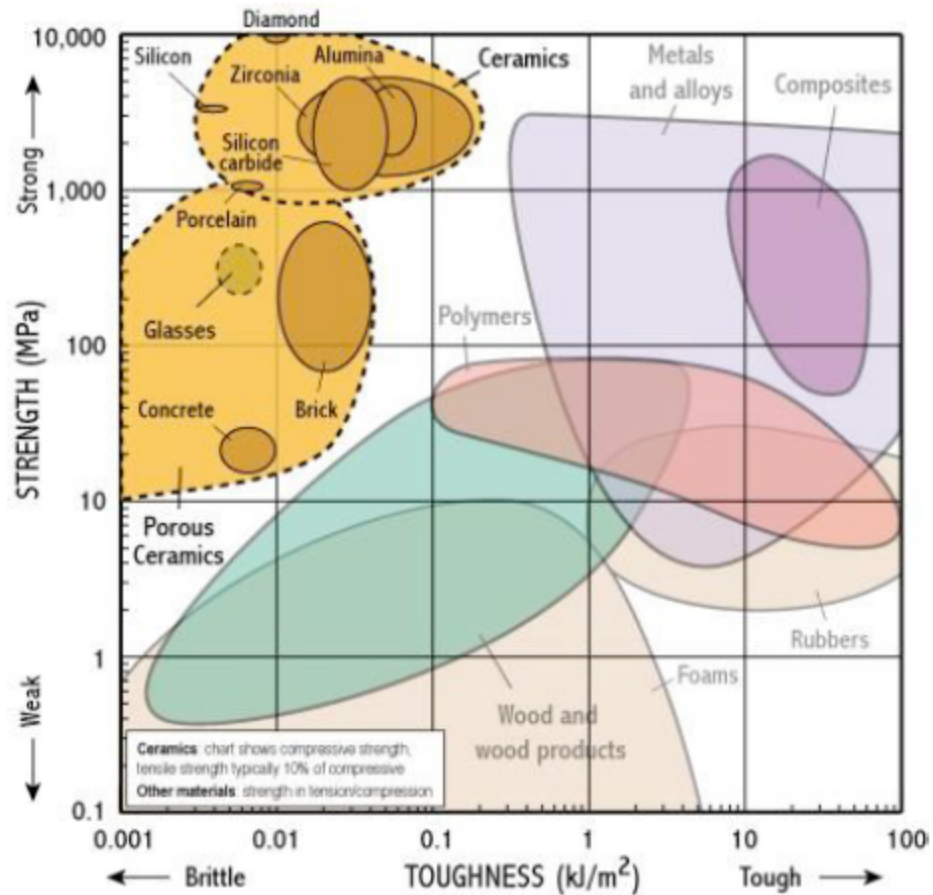 Diamond
10,000
Silicon
Alumina
Zirconia
Ceramics
Metals
and alloys
Composites
Silicon
carbide
Strong
1,000
Porcelain
Glasses
Polymers
STRENGTH (MPa)
100
Concrete
Brick
10
Porous
Ceramics
Rubbers
1
Foams
Weak
Wood and
wood products
Ceramics: chart shows compressive strength,
tensile strength typically 10% of compressive
Other materials: strength in tension/compression
0.1
0.001 0.01 0.1 1 10 100
Brittle TOUGHNESS (kJ/m²) Tough